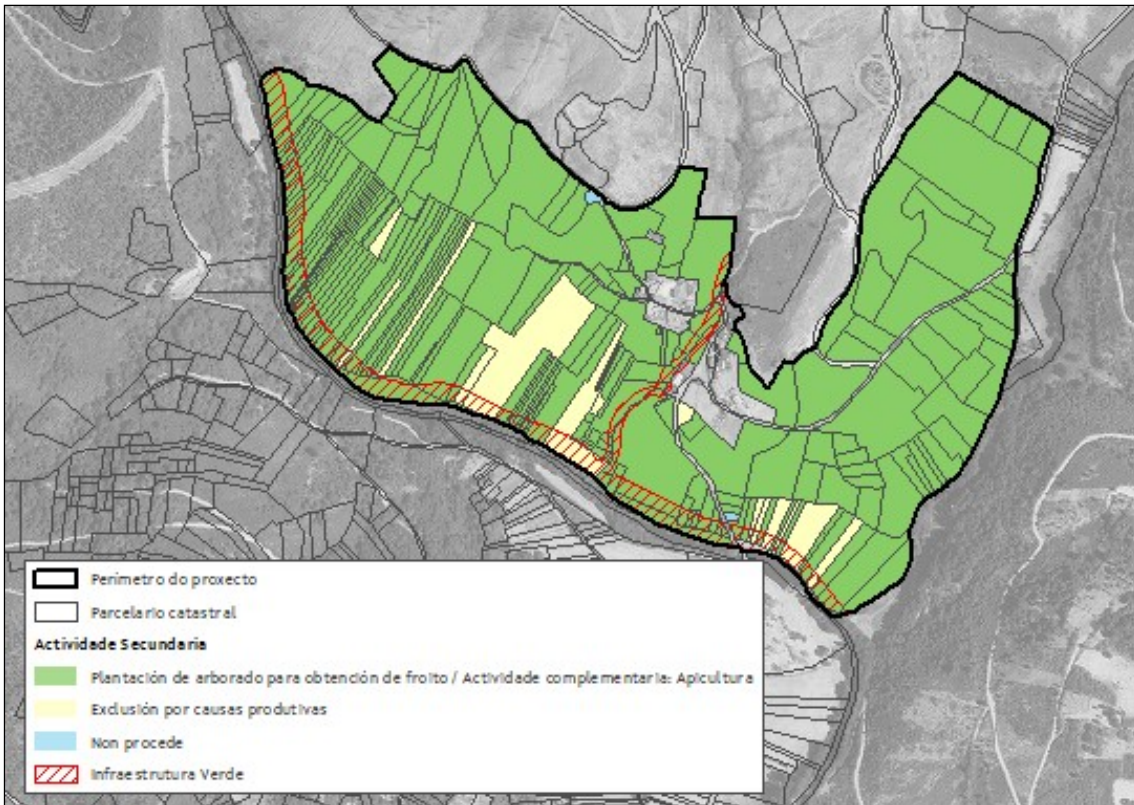 Perímetro do proxecto
Parcelario catastral
Actividade Secundaria
Plantación de arborado para obtención de froito / Actividade complementaria: Apicultura
Exclusión por causas produtivas
Non procede
Infraestrutura Verde